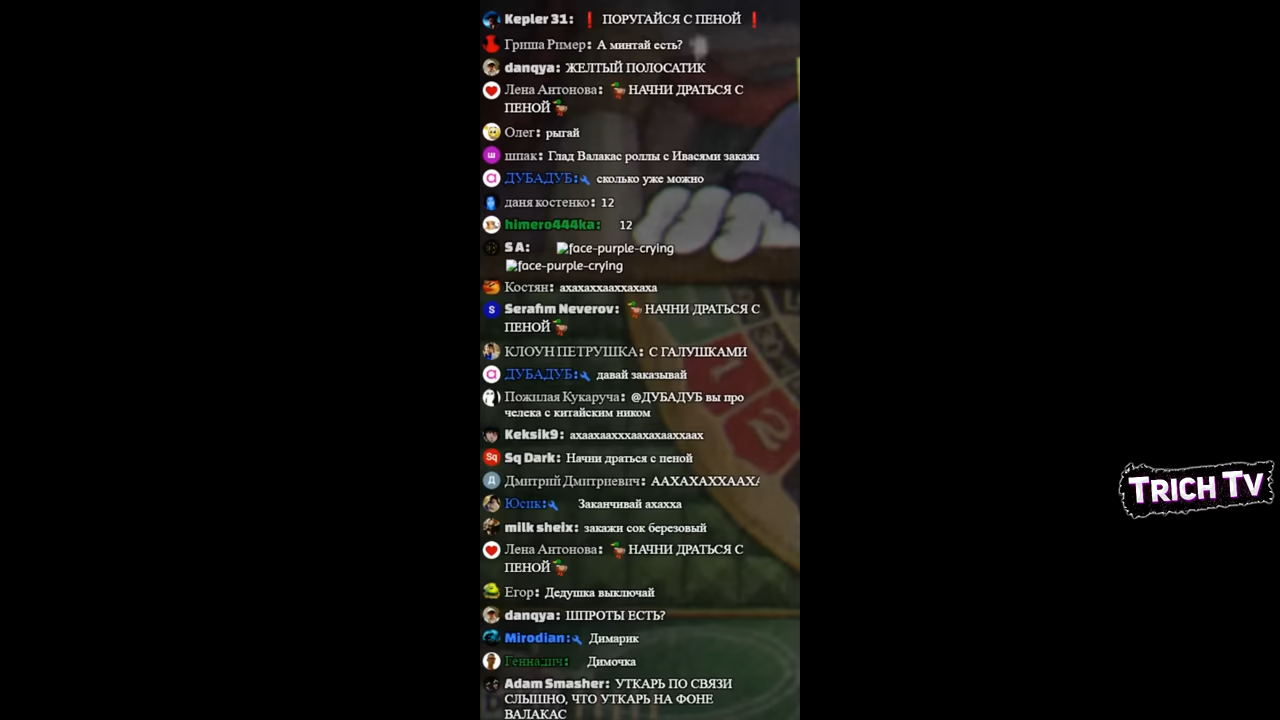 Kepler 31: ❗ ПОРУГАЙСЯ С ПЕНОЙ ❗
Гриша Ример: А минтай есть?
danqya: ЖЕЛТЫЙ ПОЛОСАТИК
Лена Антонова: НАЧНИ ДРАТЬСЯ С
ПЕНОЙ
Олег: рыгай
шпак: Глад Валакас роллы с Ивасями закажи
ДУБАДУБ: сколько уже можно
даня костенко: 12
himero444ka: 12
S A: face-purple-crying
face-purple-crying
Костян: ахахаххааххахаха
Serafim Neverov: НАЧНИ ДРАТЬСЯ С
ПЕНОЙ
КЛОУН ПЕТРУШКА: С ГАЛУШКАМИ
ДУБАДУБ: давай заказывай
Пожилая Кукаруча: @ДУБАДУБ вы про
челека с китайским ником
Keksik9: ахаахаахххаахахааххаах
Sq Sq Dark: Начни драться с пеной
Д Дмитрий Дмитриевич: ААХАХАХХААХА
Юсик: Заканчивай ахахха
milk sheix: закажи сок березовый
Лена Антонова: НАЧНИ ДРАТЬСЯ С
ПЕНОЙ
Егор: Дедушка выключай
danqya: ШПРОТЫ ЕСТЬ?
Mirodian: Димарик
Геннадич: Димочка
Adam Smasher: УТКАРЬ ПО СВЯЗИ
СЛЫШНО, ЧТО УТКАРЬ НА ФОНЕ
ВАЛАКАС
TRICH TV